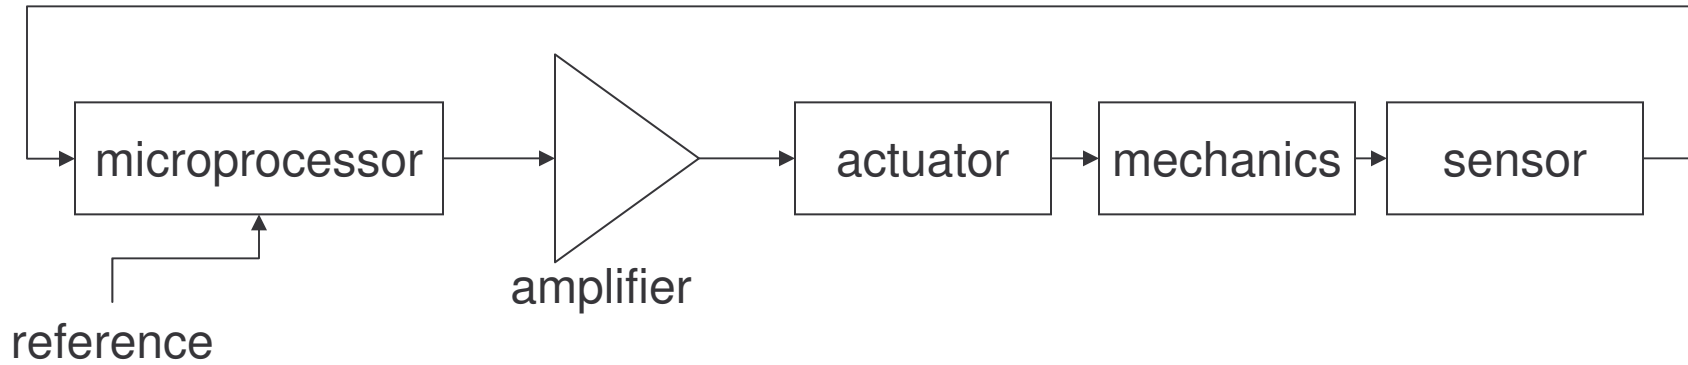 microprocessor
actuator
mechanics
sensor
amplifier
reference